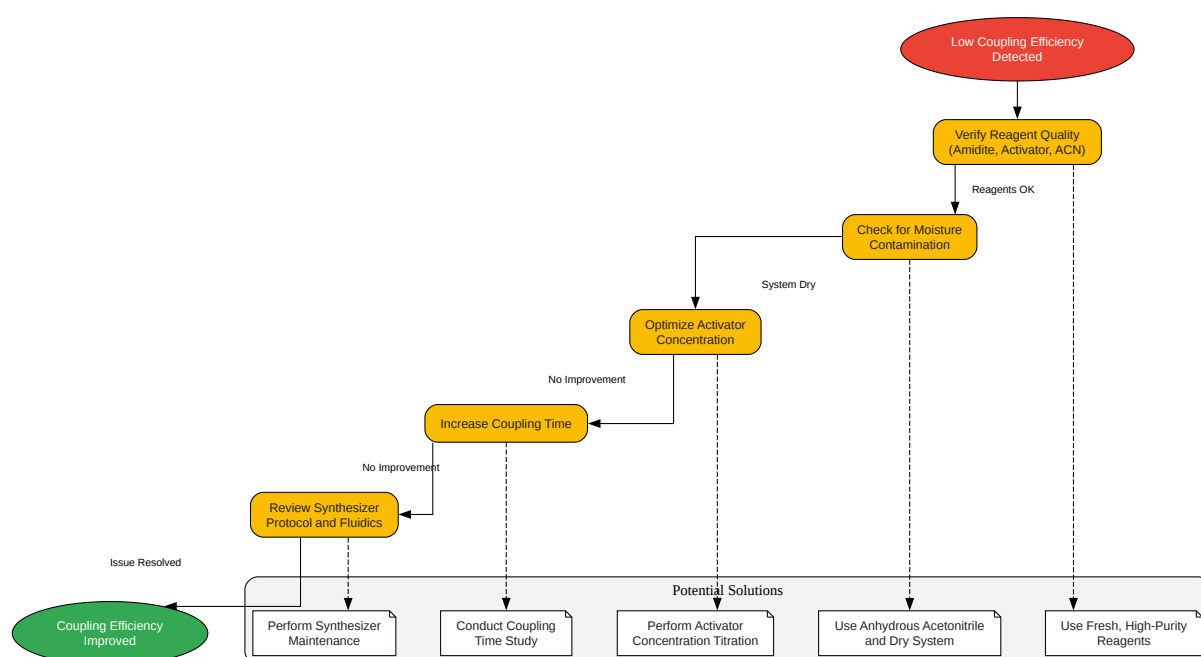 Low Coupling Efficiency
Detected
Verify Reagent Quality
(Amidite, Activator, ACN)
Reagents OK
Check for Moisture
Contamination
System Dry
Optimize Activator
Concentration
No Improvement
Increase Coupling Time
No Improvement
Review Synthesizer
Protocol and Fluidics
Issue Resolved
Coupling Efficiency
Improved
Potential Solutions
Perform Synthesizer
Maintenance
Conduct Coupling
Time Study
Perform Activator
Concentration Titration
Use Anhydrous Acetonitrile
and Dry System
Use Fresh, High-Purity
Reagents